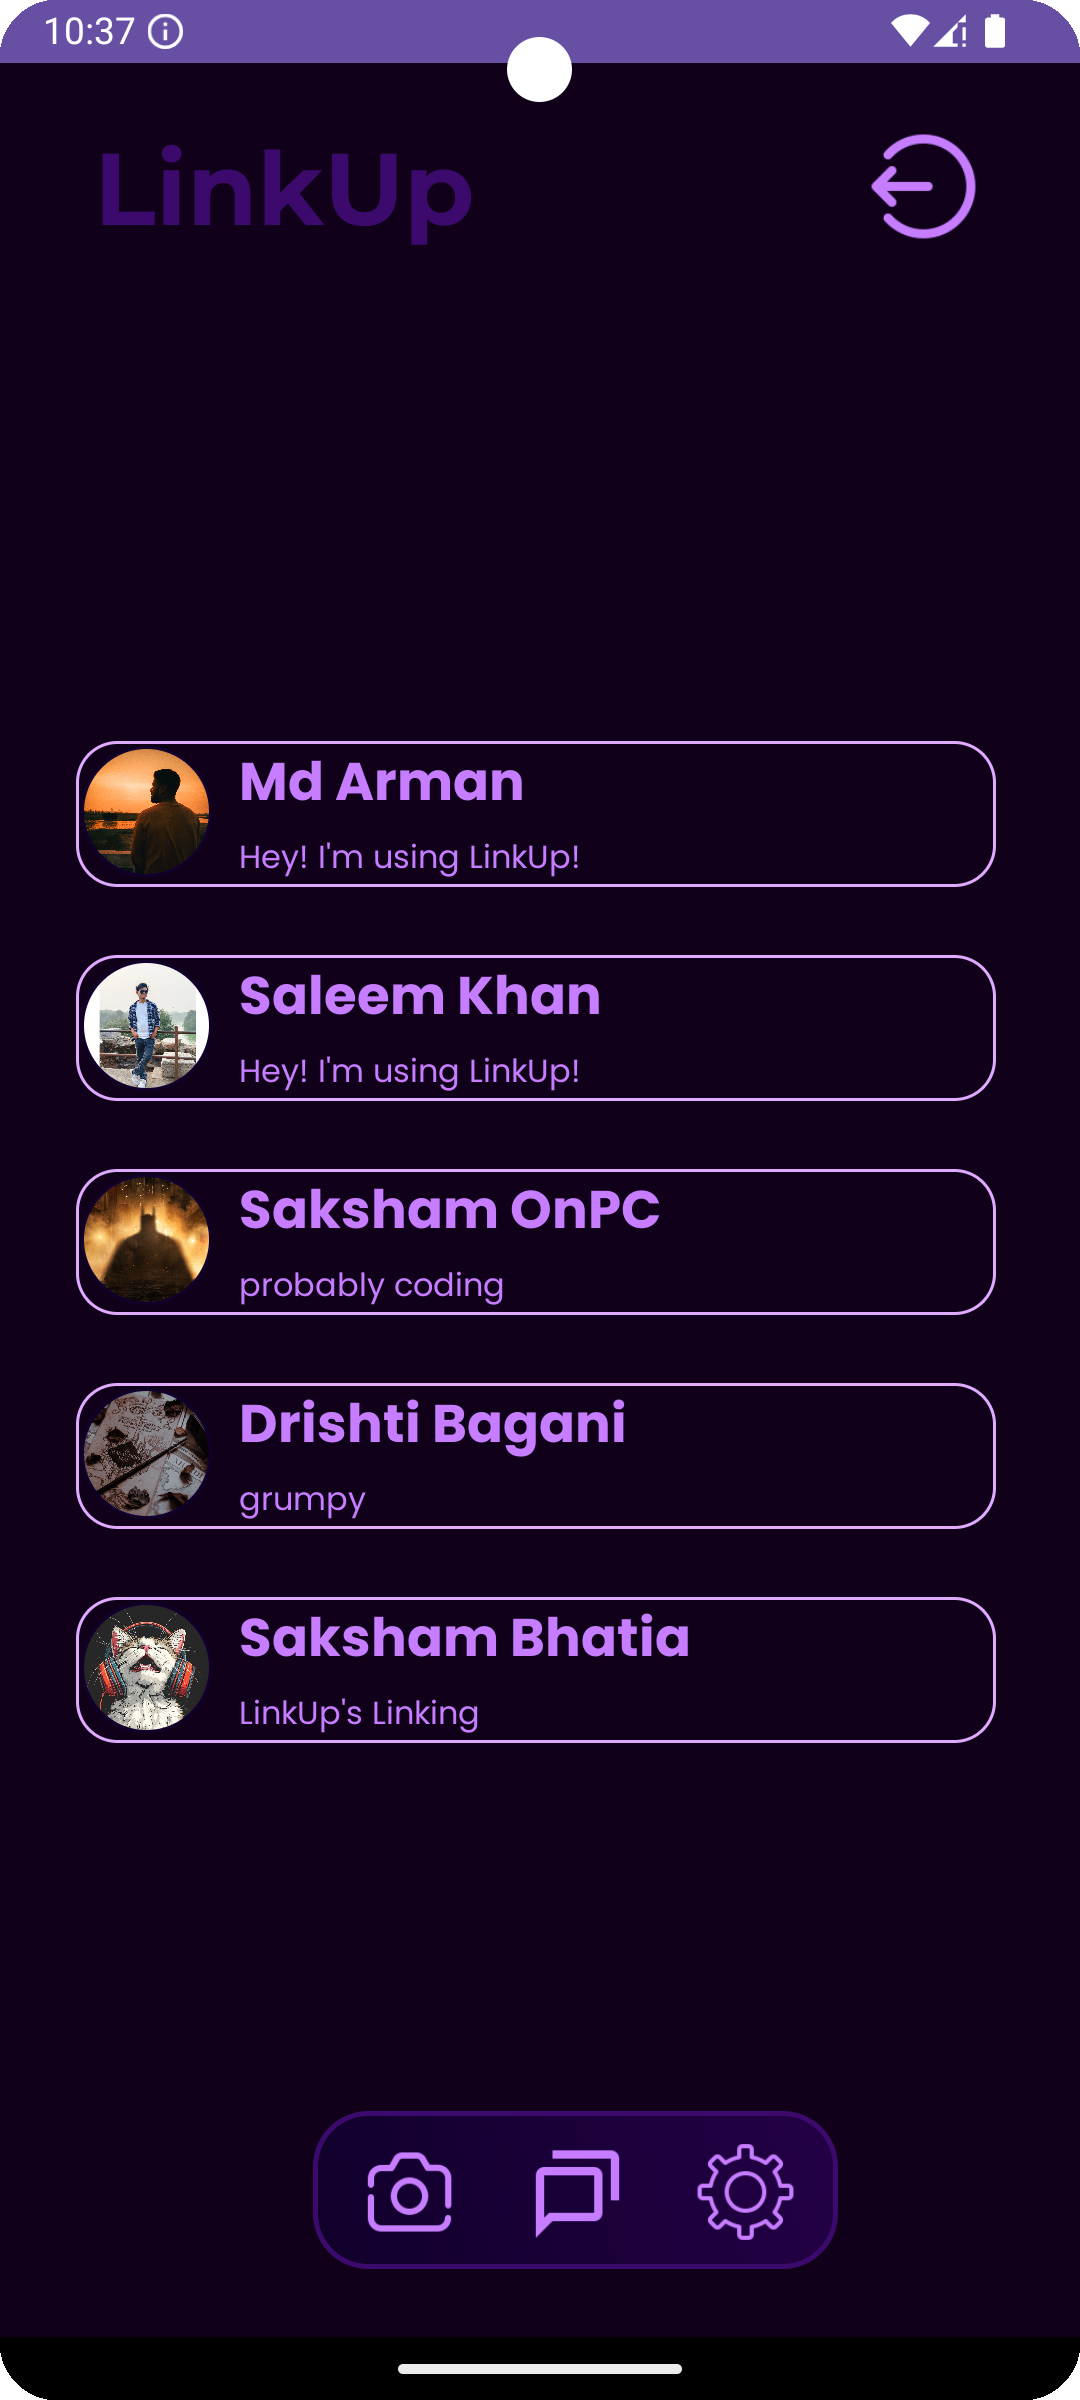 10:37
LinkUp
Md Arman
Hey! I'm using LinkUp!
Saleem Khan
Hey! I'm using LinkUp!
Saksham OnPC
probably coding
Drishti Bagani
grumpy
Saksham Bhatia
LinkUp's Linking